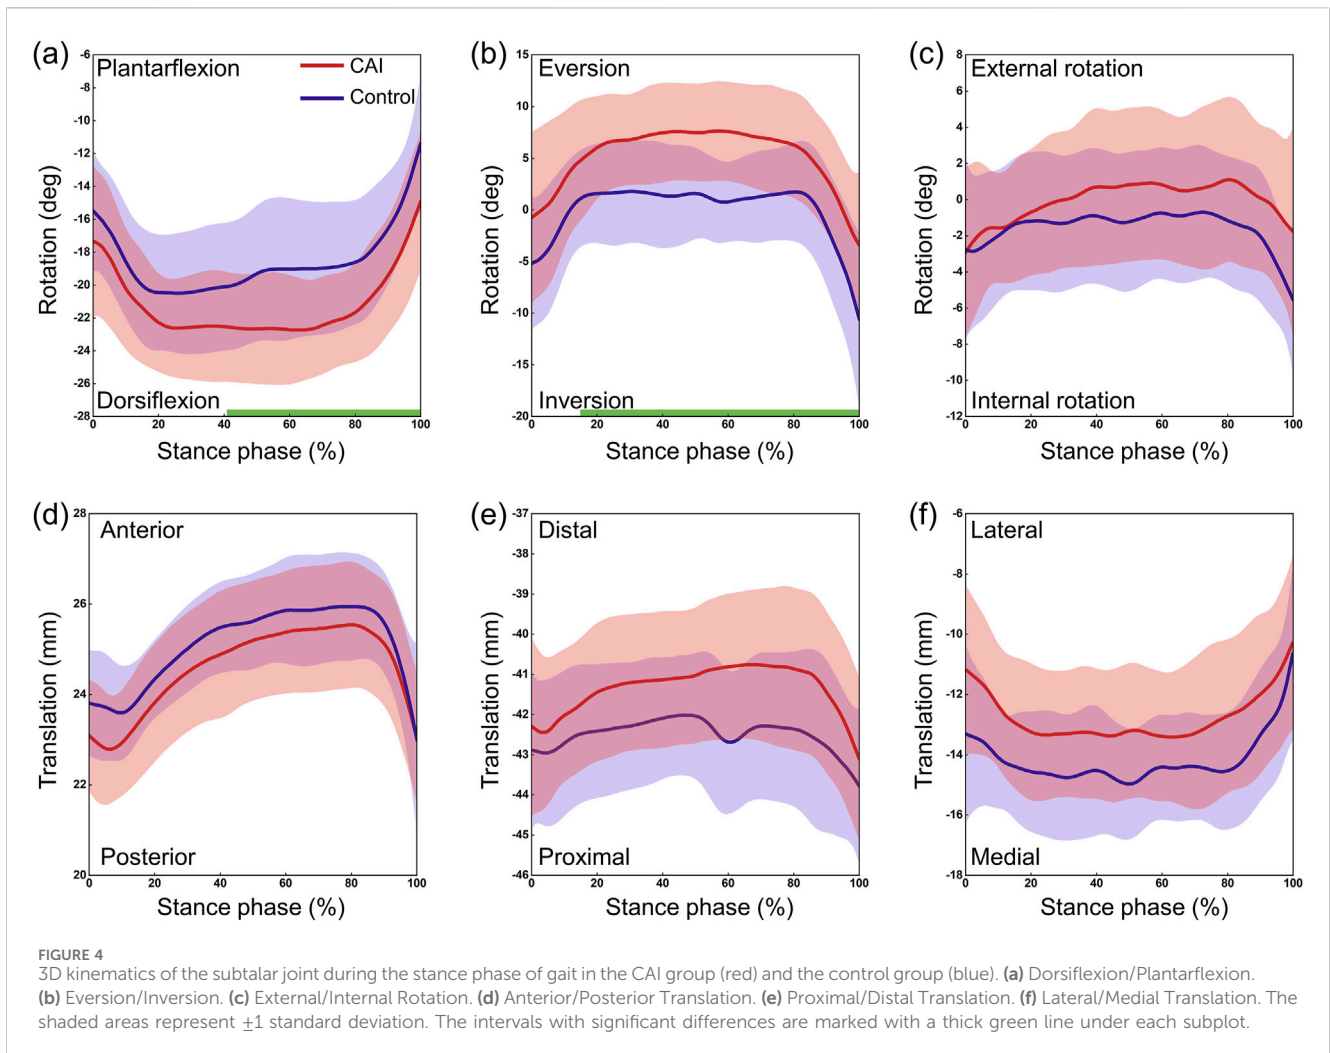 (a)
Plantarflexion
CAI
Control
-6
-8
-10
-12
-14
-16
-18
-20
-22
-24
-26
-28
Rotation (deg)
Dorsiflexion
0 20 40 60 80 100
Stance phase (%)
(b)
Eversion
15
10
5
0
-5
-10
-15
-20
Rotation (deg)
Inversion
0 20 40 60 80 100
Stance phase (%)
(c)
External rotation
8
6
4
2
0
-2
-4
-6
-8
-10
-12
Rotation (deg)
Internal rotation
0 20 40 60 80 100
Stance phase (%)
(d)
Anterior
28
26
24
22
20
Translation (mm)
Posterior
0 20 40 60 80 100
Stance phase (%)
(e)
Distal
-37
-38
-39
-40
-41
-42
-43
-44
-45
-46
Translation (mm)
Proximal
0 20 40 60 80 100
Stance phase (%)
(f)
Lateral
-6
-8
-10
-12
-14
-16
-18
Translation (mm)
Medial
0 20 40 60 80 100
Stance phase (%)
FIGURE 4
3D kinematics of the subtalar joint during the stance phase of gait in the CAI group (red) and the control group (blue). (a) Dorsiflexion/Plantarflexion.
(b) Eversion/Inversion. (c) External/Internal Rotation. (d) Anterior/Posterior Translation. (e) Proximal/Distal Translation. (f) Lateral/Medial Translation. The
shaded areas represent ±1 standard deviation. The intervals with significant differences are marked with a thick green line under each subplot.